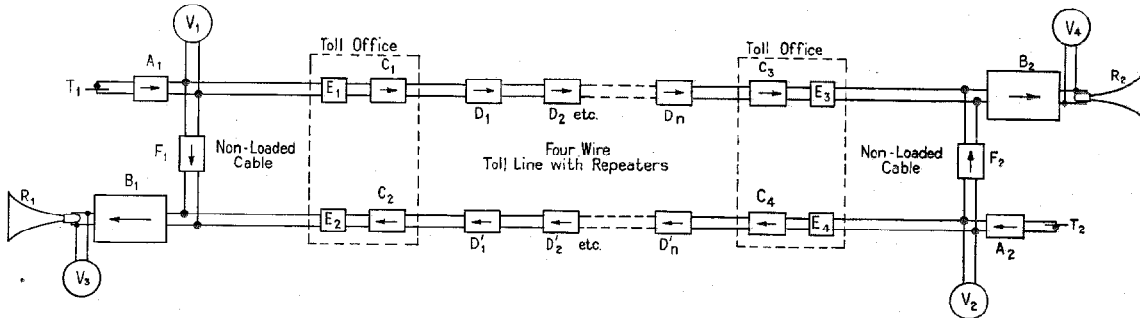 V1
V4
Toll Office
Toll Office
A1
C1
C3
B2
R2
T1
E1
E3
D1
D2 etc.
Dn
F1
Non-Loaded
Cable
Four Wire
Toll Line with Repeaters
Non-Loaded
Cable
F2
R1
B1
C2
C4
E2
E4
T2
D'1
D'2 etc.
D'n
A2
V3
V2